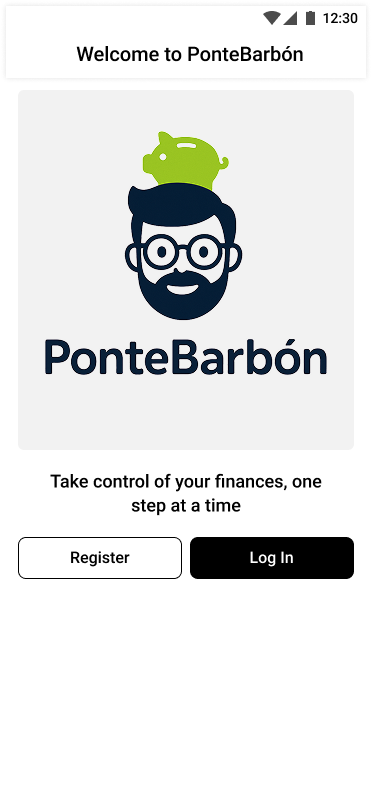 12:30
Welcome to PonteBarbón
PonteBarbón
Take control of your finances, one
step at a time
Register
Log In